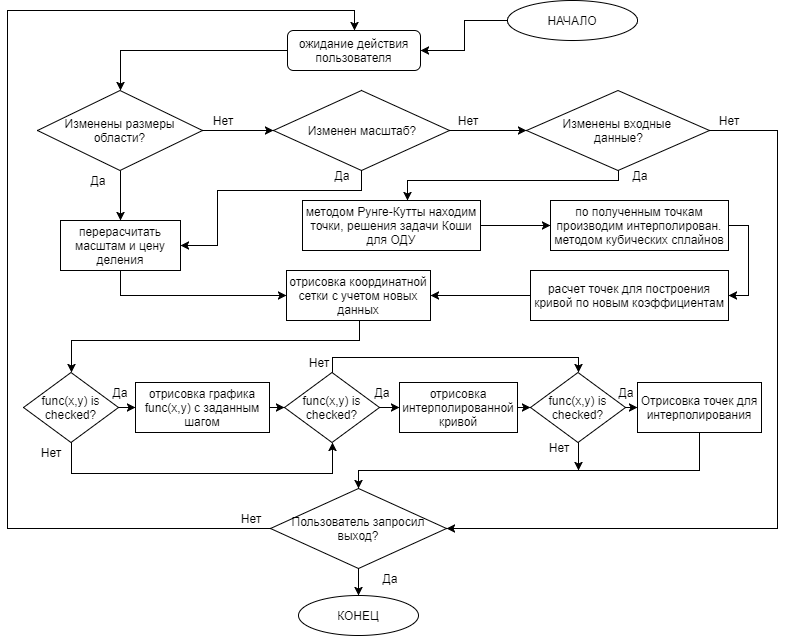 НАЧАЛО
ожидание действия
пользователя
Изменены размеры
области?
Нет
Изменен масштаб?
Нет
Изменены входные
данные?
Нет
Да
Да
Да
перерасчитать
масштам и цену
деления
методом Рунге-Кутты находим
точки, решения задачи Коши
для ОДУ
по полученным точкам
производим интерполирован.
методом кубических сплайнов
отрисовка координатной
сетки с учетом новых
данных
расчет точек для построения
кривой по новым коэффициентам
func(x,y) is
checked?
Да
отрисовка графика
func(x,y) с заданным
шагом
Нет
func(x,y) is
checked?
Да
отрисовка
интерполированной
кривой
func(x,y) is
checked?
Да
Отрисовка точек для
интерполирования
Нет
Нет
Нет
Пользователь запросил
выход?
Да
КОНЕЦ